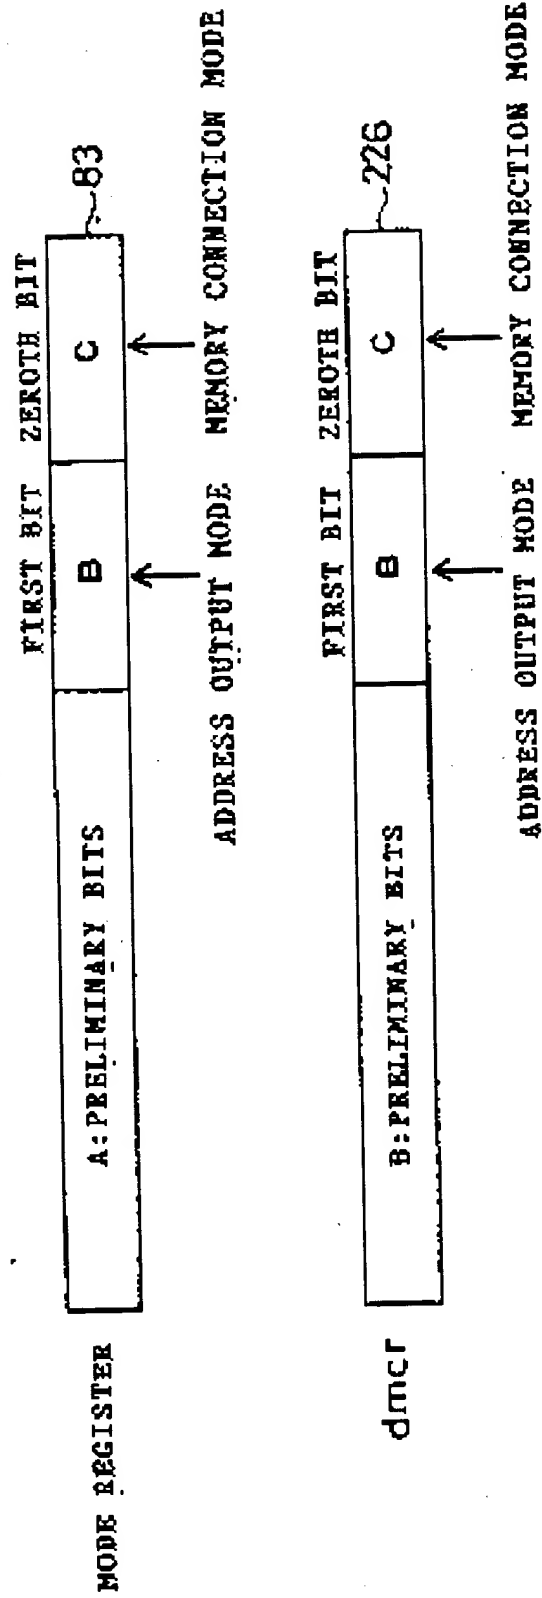 FIRST BIT ZEROTH BIT
MODE REGISTER A:PRELIMINARY BITS B C 83
ADDRESS OUTPUT MODE MEMORY CONNECTION MODE
FIRST BIT ZEROTH BIT
dmcr B:PRELIMINARY BITS B C 226
ADDRESS OUTPUT MODE MEMORY CONNECTION MODE